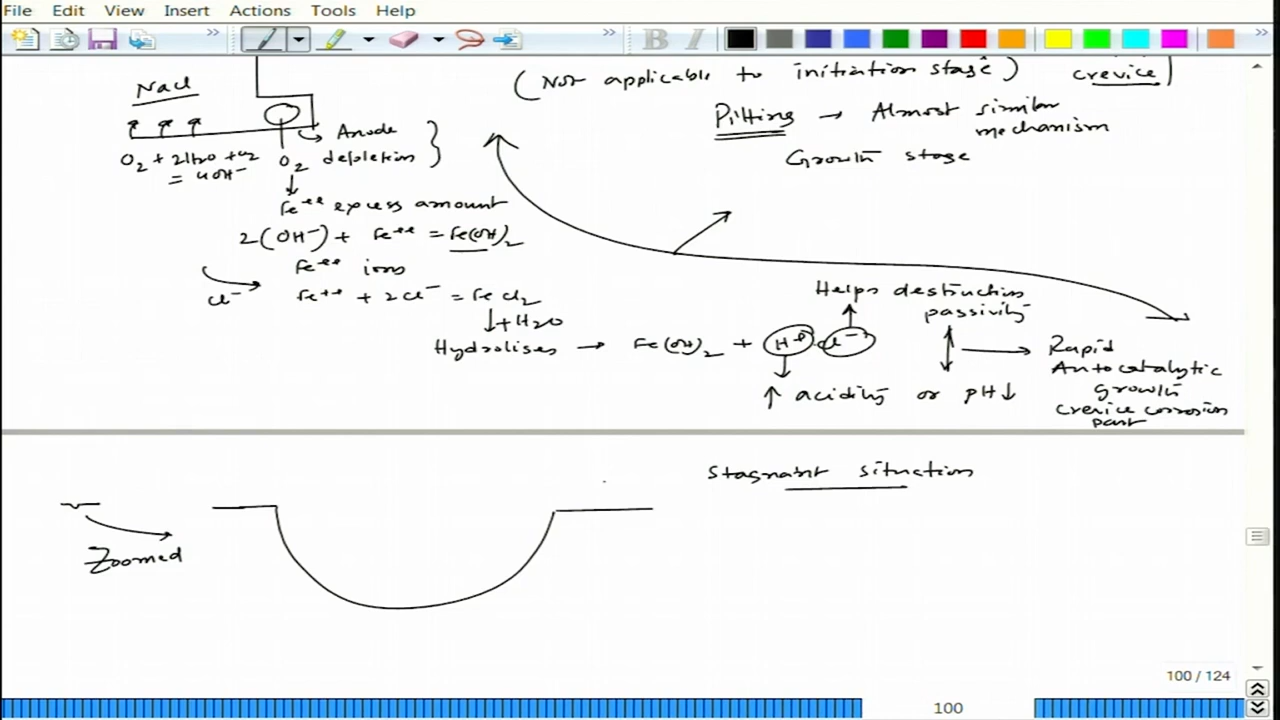 File Edit View Insert Actions Tools Help
B I
(Not applicable to initiation stage)
crevice
NaCl
Pitting → Almost similar
mechanism
Growth stage
Anode
O2 + 2H2O + 4e
= 4OH-
O2 depletion
Fe++ excess amount
2(OH-) + Fe++ = Fe(OH)2
Fe++ ions
Cl-
Fe++ + 2Cl- = FeCl2
↓+H2O
Hydrolises → Fe(OH)2 + H+ Cl-
Helps destruction
passivity
↑ acidity or pH↓
Rapid
Autocatalytic
growth
crevice corrosion
part
Stagnant situation
Zoomed
100 / 124
100